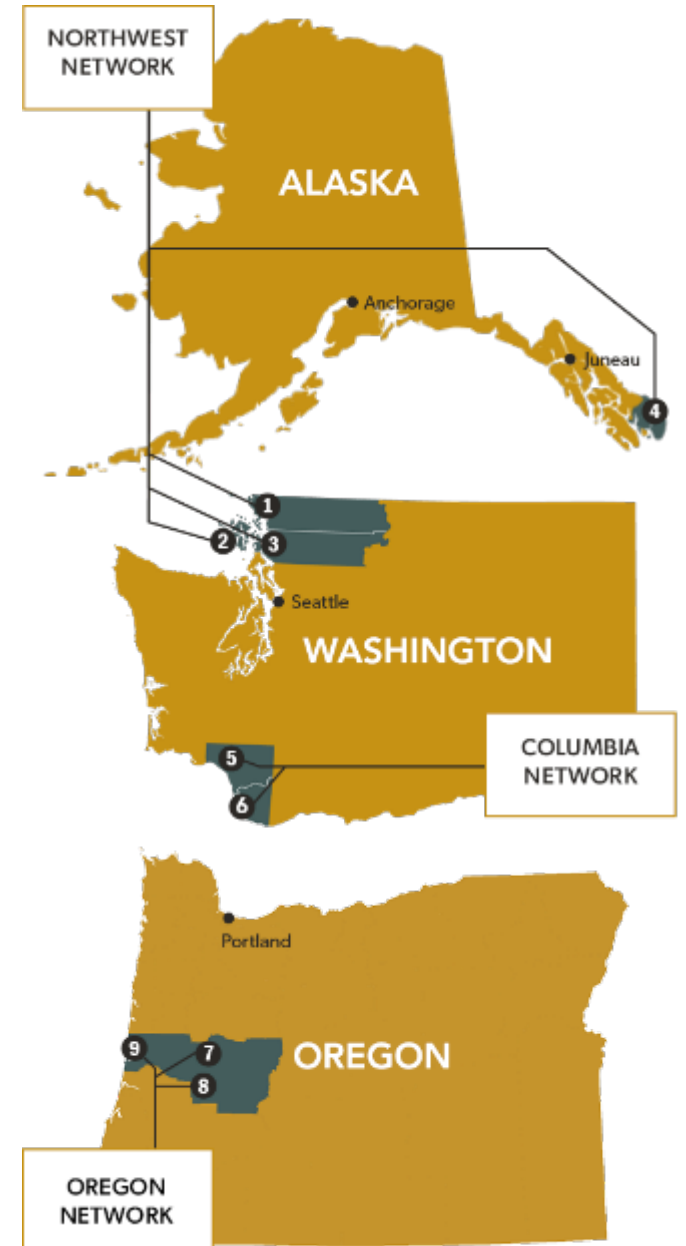 NORTHWEST
NETWORK
ALASKA
Anchorage
Juneau
4
1
2
3
Seattle
WASHINGTON
5
COLUMBIA
NETWORK
6
Portland
9
7
OREGON
8
OREGON
NETWORK